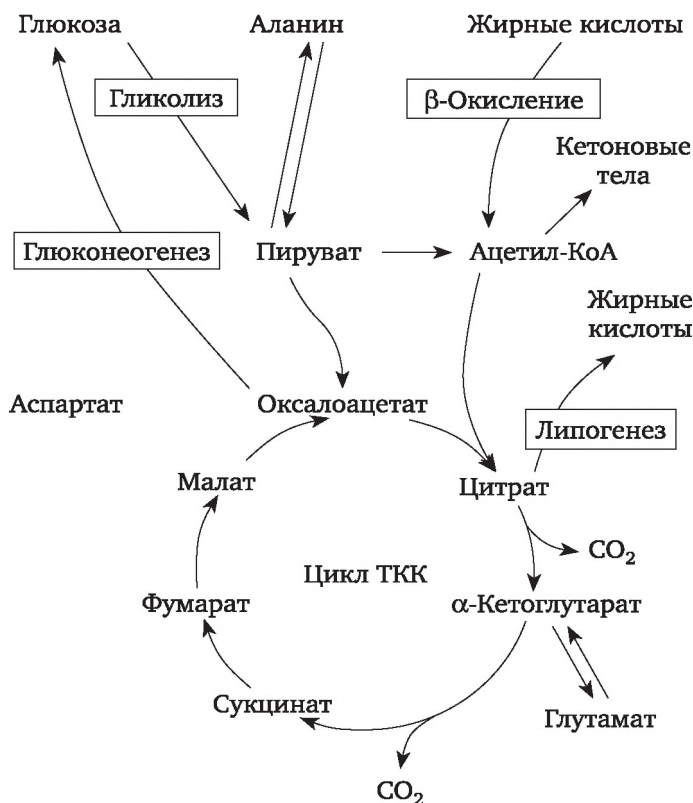 Глюкоза
Аланин
Жирные кислоты
Гликолиз
β-Окисление
Кетоновые
тела
Глюконеогенез
Пируват
Ацетил-КоА
Жирные
кислоты
Аспартат
Оксалоацетат
Липогенез
Малат
Цитрат
CO₂
Цикл ТКК
Фумарат
α-Кетоглутарат
Сукцинат
Глутамат
CO₂